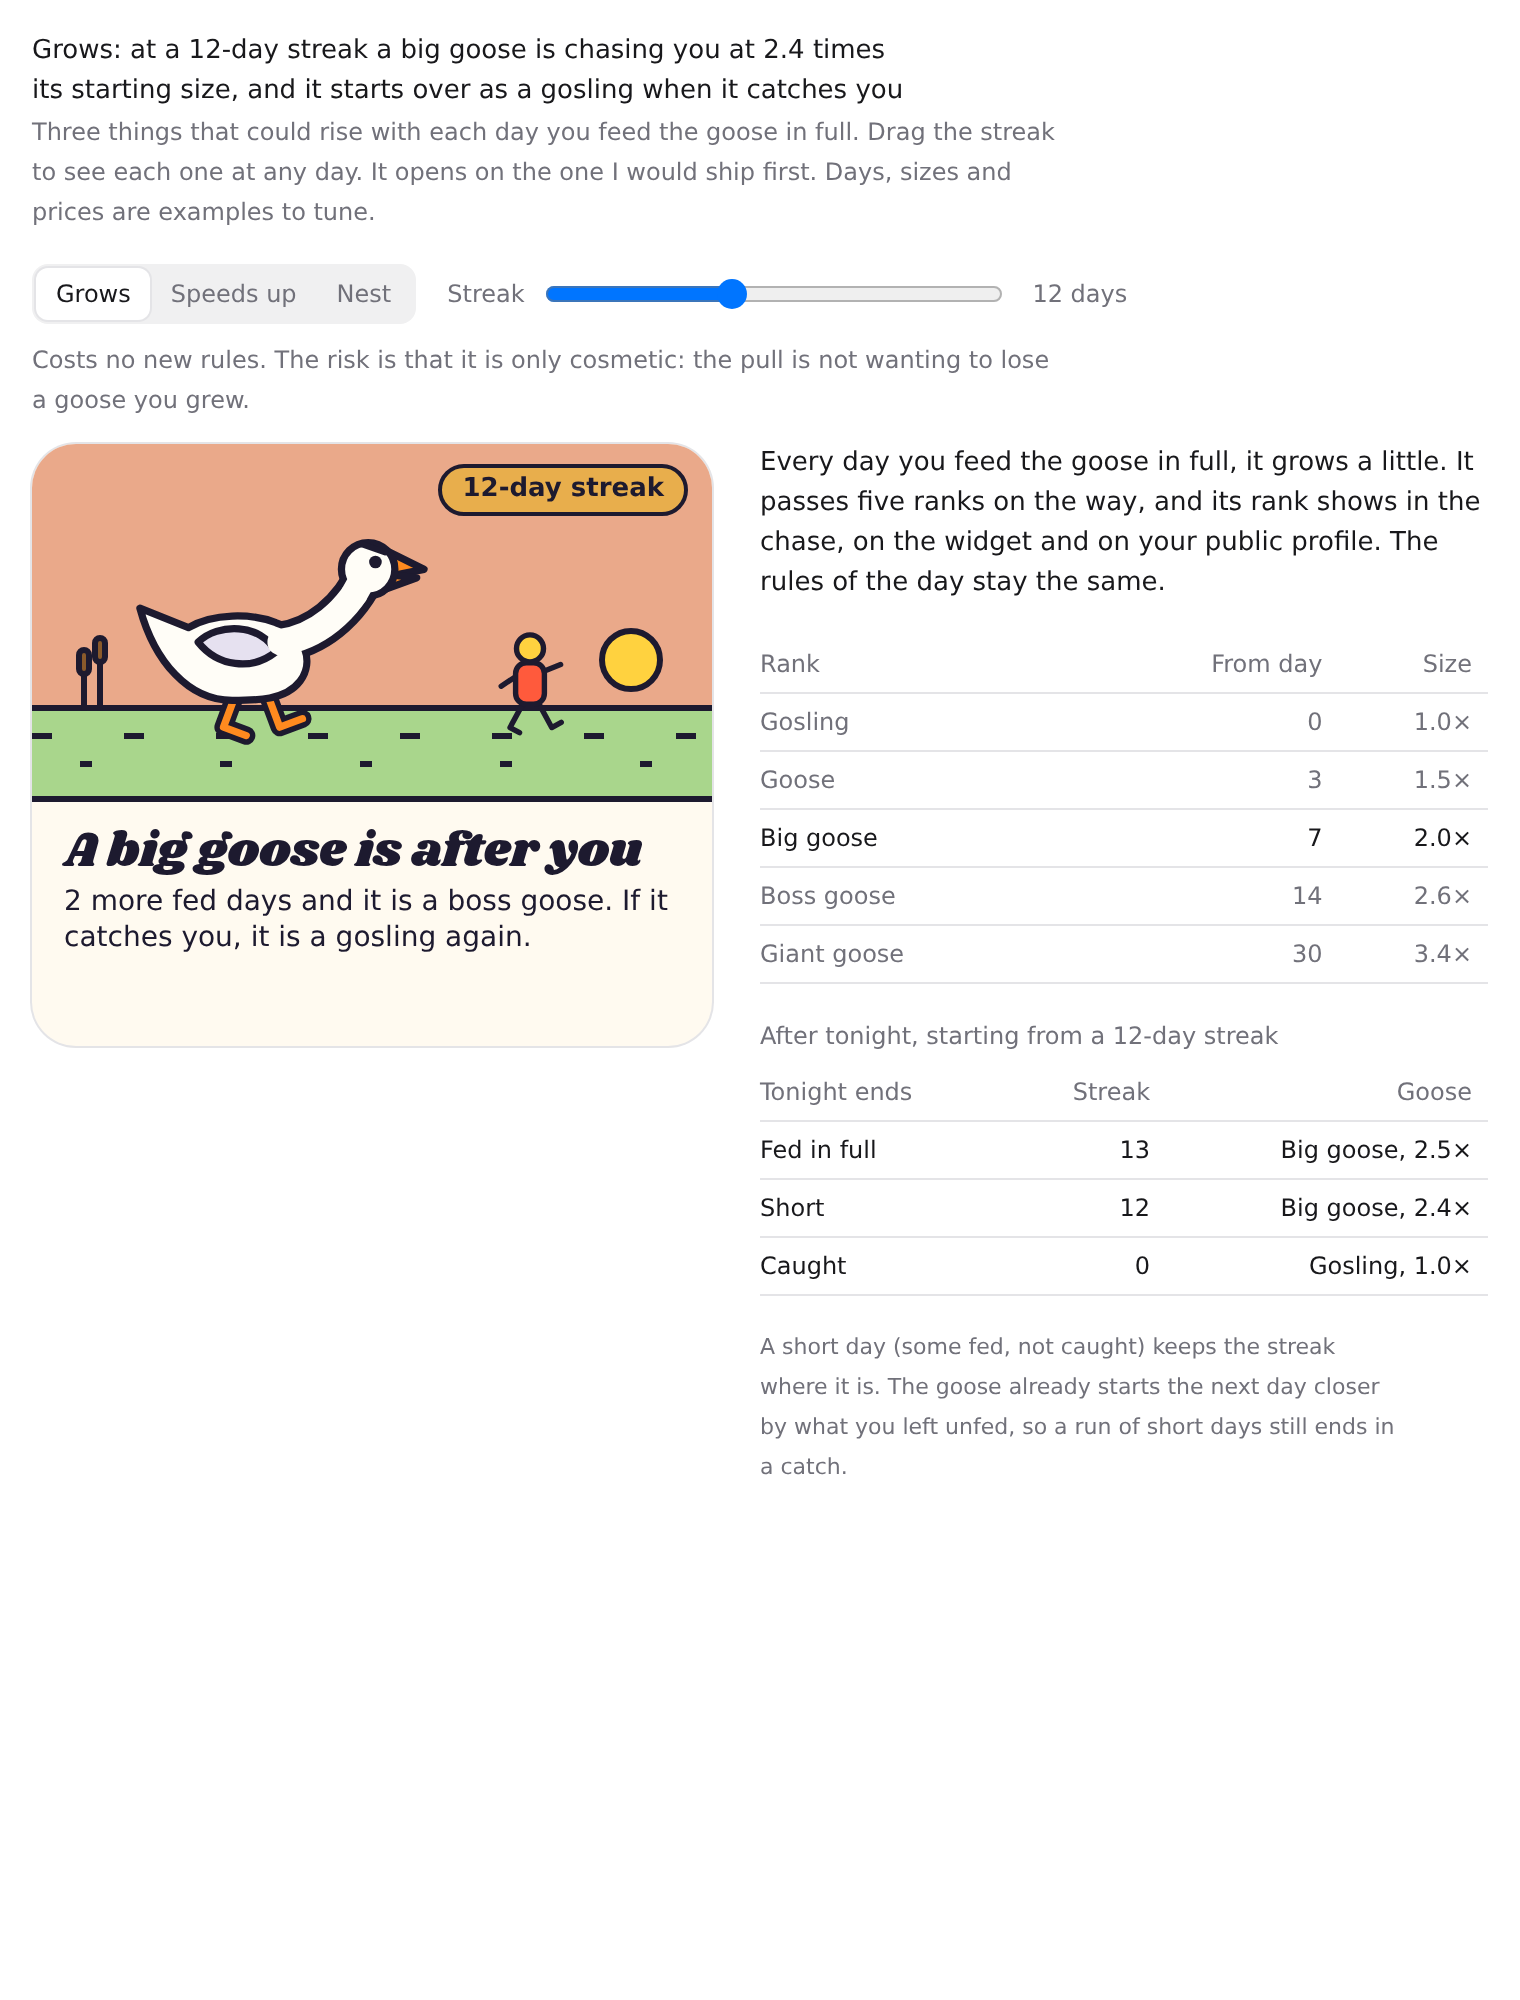 Grows: at a 12-day streak a big goose is chasing you at 2.4 times
its starting size, and it starts over as a gosling when it catches you
Three things that could rise with each day you feed the goose in full. Drag the streak
to see each one at any day. It opens on the one I would ship first. Days, sizes and
prices are examples to tune.
Grows Speeds up Nest Streak 12 days
Costs no new rules. The risk is that it is only cosmetic: the pull is not wanting to lose
a goose you grew.
12-day streak
A big goose is after you
2 more fed days and it is a boss goose. If it
catches you, it is a gosling again.
Every day you feed the goose in full, it grows a little. It
passes five ranks on the way, and its rank shows in the
chase, on the widget and on your public profile. The
rules of the day stay the same.
Rank From day Size
Gosling 0 1.0×
Goose 3 1.5×
Big goose 7 2.0×
Boss goose 14 2.6×
Giant goose 30 3.4×
After tonight, starting from a 12-day streak
Tonight ends Streak Goose
Fed in full 13 Big goose, 2.5×
Short 12 Big goose, 2.4×
Caught 0 Gosling, 1.0×
A short day (some fed, not caught) keeps the streak
where it is. The goose already starts the next day closer
by what you left unfed, so a run of short days still ends in
a catch.